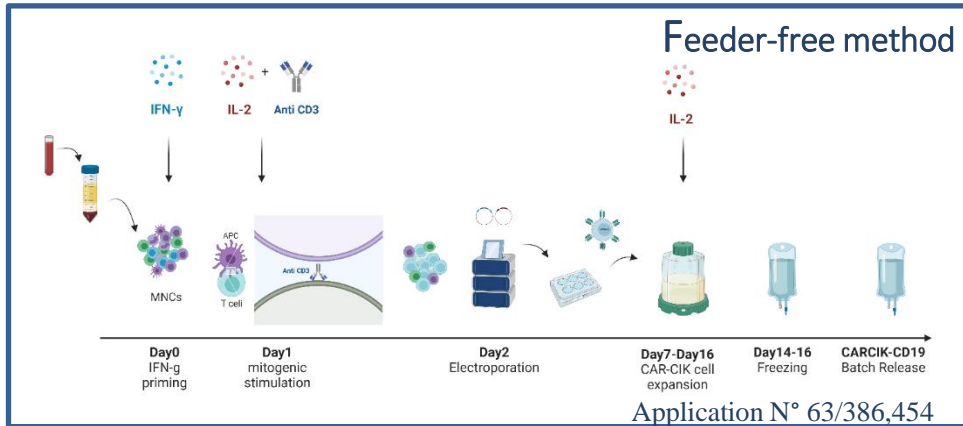 Feeder-free method
IFN-γ
IL-2
+
Anti CD3
IL-2
APC
Anti CD3
MNCs
T cell
Day0
IFN-g
priming
Day1
mitogenic
stimulation
Day2
Electroporation
Day7-Day16
CAR-CIK cell
expansion
Day14-16
Freezing
CARCIK-CD19
Batch Release
Application N° 63/386,454